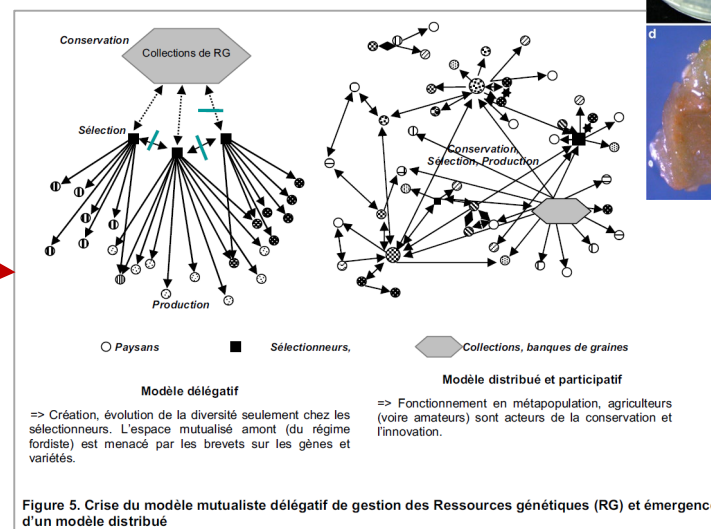 Conservation
Collections de RG
Sélection
Production
Conservation,
Sélection, Production
d
Paysans
Sélectionneurs,
Collections, banques de graines
Modèle délégatif
=> Création, évolution de la diversité seulement chez les
sélectionneurs. L'espace mutualisé amont (du régime
fordiste) est menacé par les brevets sur les gènes et
variétés.
Modèle distribué et participatif
=> Fonctionnement en métapopulation, agriculteurs
(voire amateurs) sont acteurs de la conservation et
l'innovation.
Figure 5. Crise du modèle mutualiste délégatif de gestion des Ressources génétiques (RG) et émergence
d'un modèle distribué